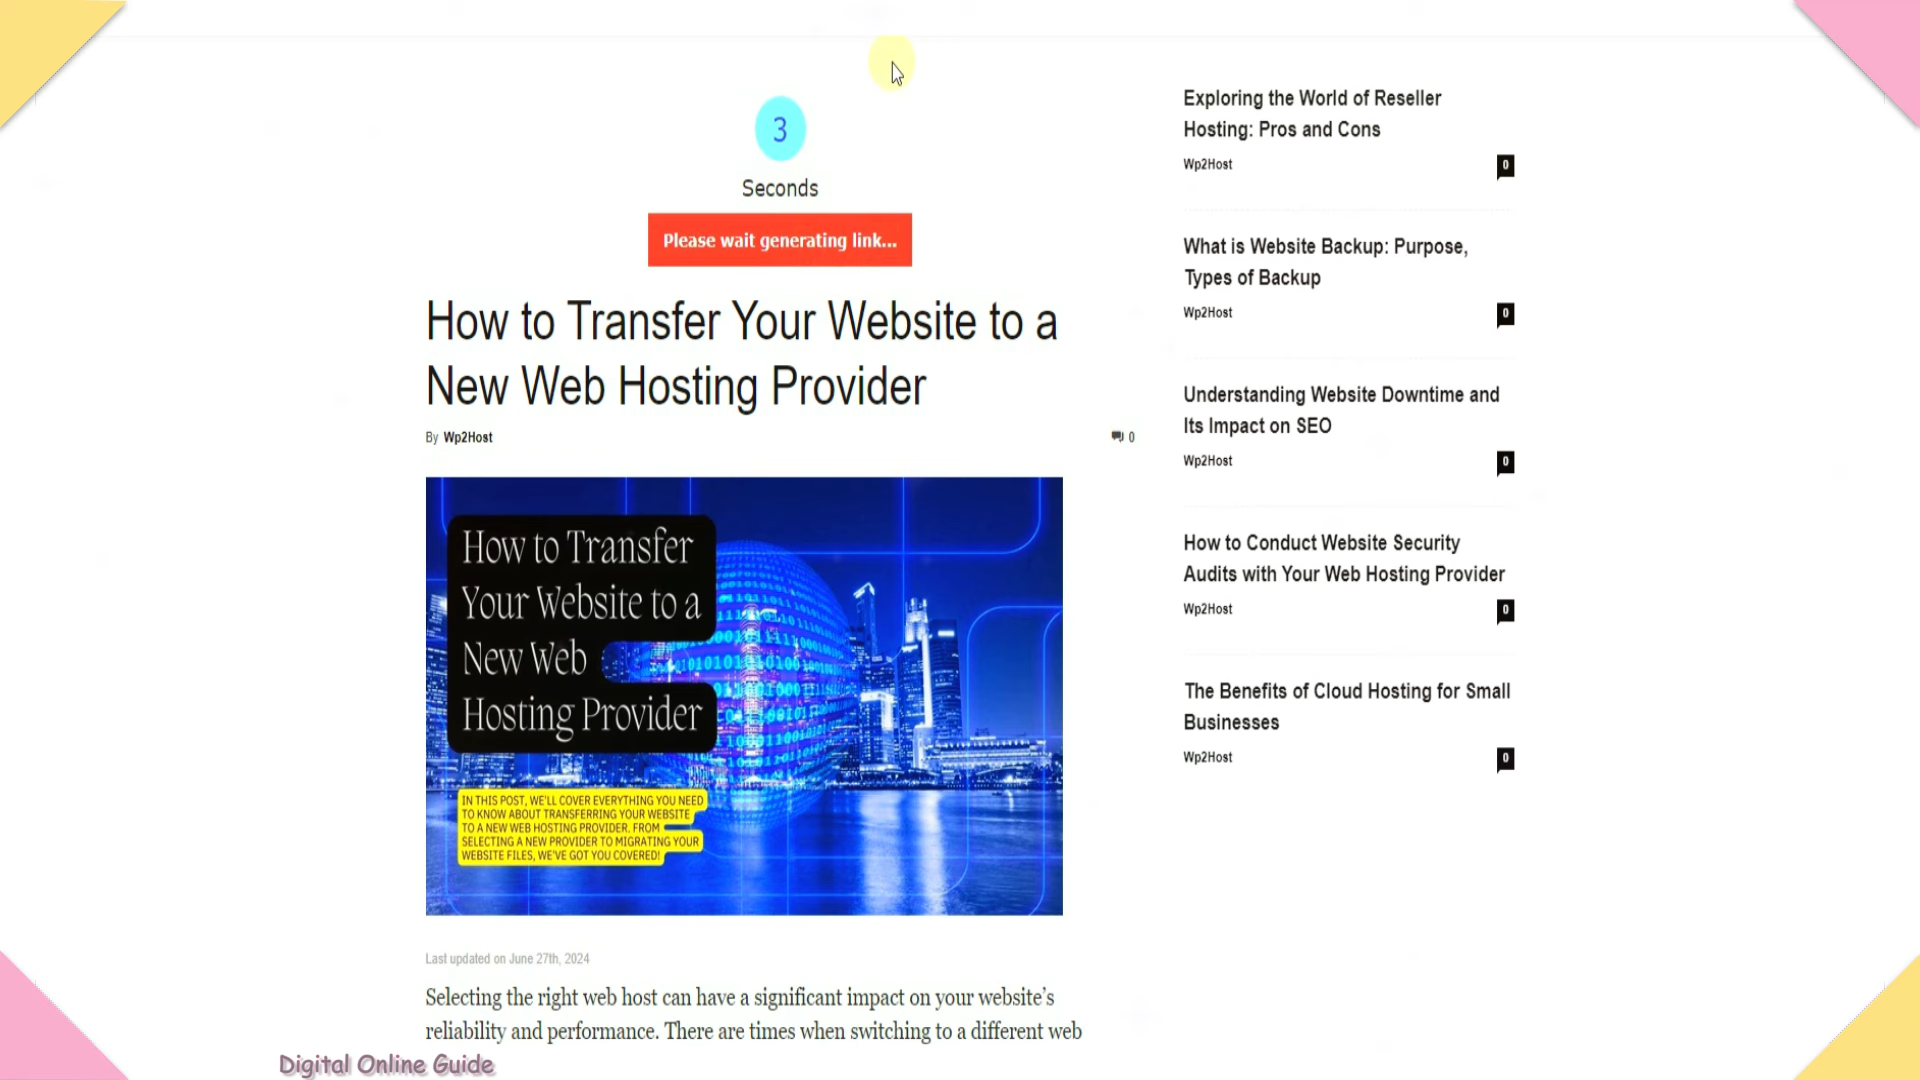 3
Seconds
Please wait generating link...
How to Transfer Your Website to a
New Web Hosting Provider
By Wp2Host
0
How to Transfer
Your Website to a
New Web
Hosting Provider
IN THIS POST, WE'LL COVER EVERYTHING YOU NEED
TO KNOW ABOUT TRANSFERRING YOUR WEBSITE
TO A NEW WEB HOSTING PROVIDER. FROM
SELECTING A NEW PROVIDER TO MIGRATING YOUR
WEBSITE FILES, WE'VE GOT YOU COVERED!
Last updated on June 27th, 2024
Selecting the right web host can have a significant impact on your website's
reliability and performance. There are times when switching to a different web
Exploring the World of Reseller
Hosting: Pros and Cons
Wp2Host
0
What is Website Backup: Purpose,
Types of Backup
Wp2Host
0
Understanding Website Downtime and
Its Impact on SEO
Wp2Host
0
How to Conduct Website Security
Audits with Your Web Hosting Provider
Wp2Host
0
The Benefits of Cloud Hosting for Small
Businesses
Wp2Host
0
Digital Online Guide